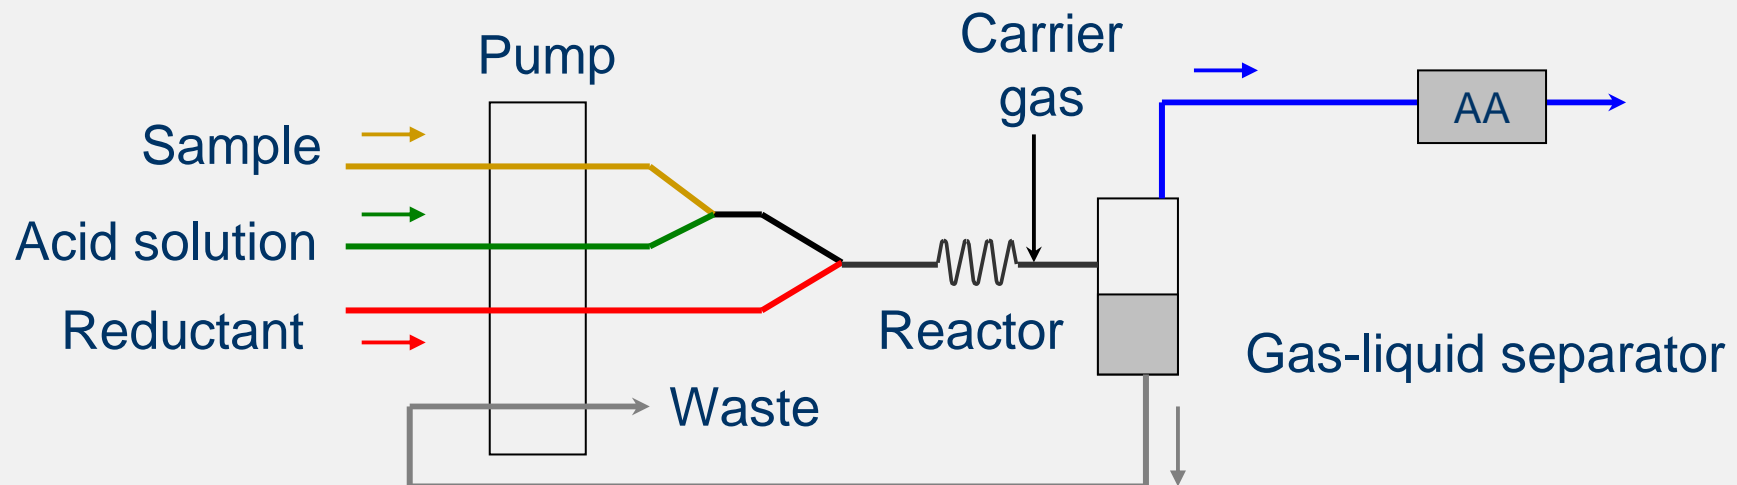 Pump
Carrier
gas
AA
Sample
Acid solution
Reductant
Reactor
Gas-liquid separator
Waste